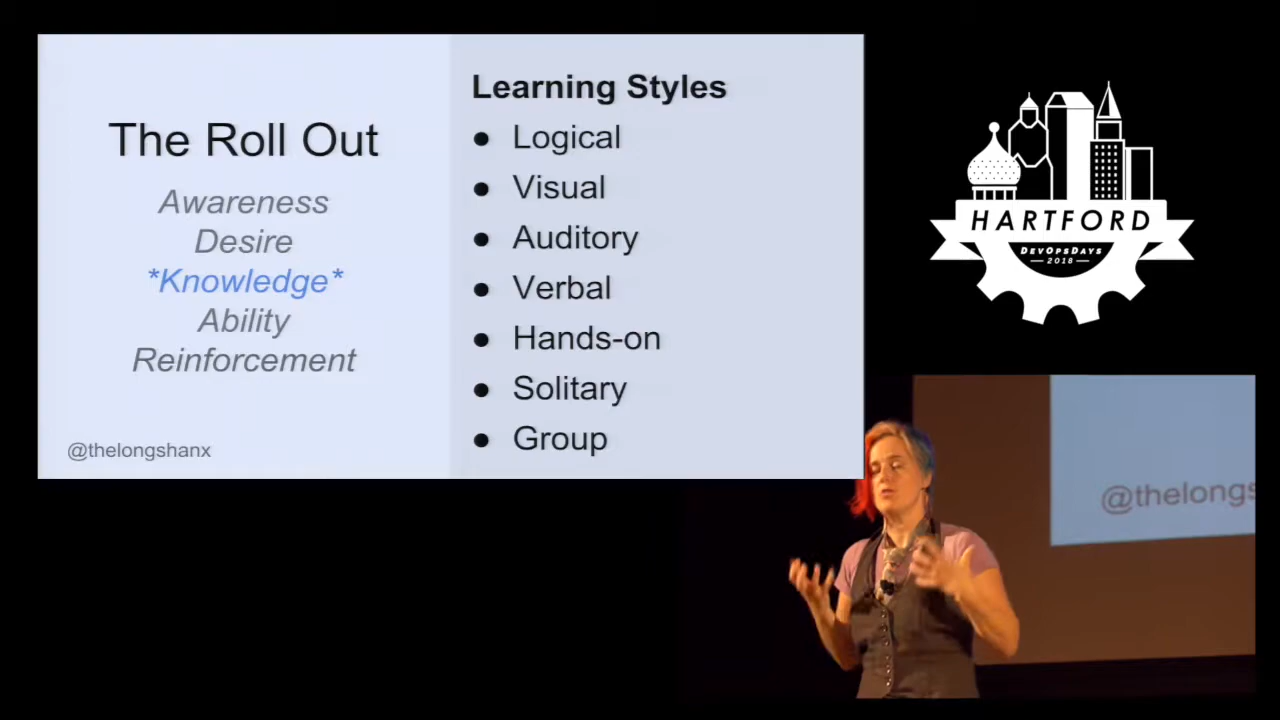 The Roll Out
Awareness
Desire
*Knowledge*
Ability
Reinforcement
@thelongshanx
Learning Styles
● Logical
● Visual
● Auditory
● Verbal
● Hands-on
● Solitary
● Group
HARTFORD
DEVOPSDAYS
2018
@thelongs